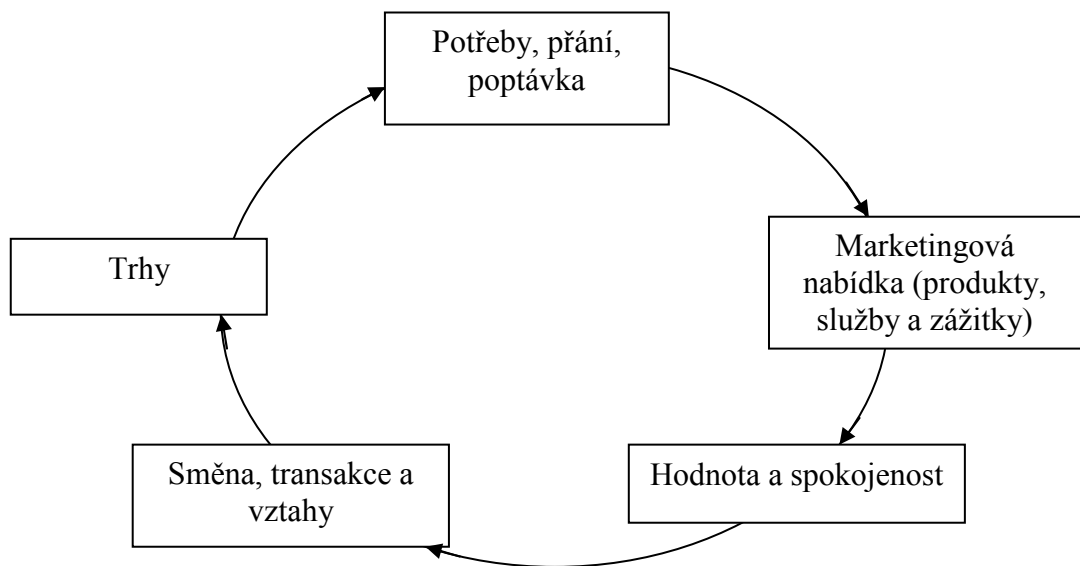 Potřeby, přání,
poptávka
Marketingová
nabídka (produkty,
služby a zážitky)
Hodnota a spokojenost
Směna, transakce a
vztahy
Trhy